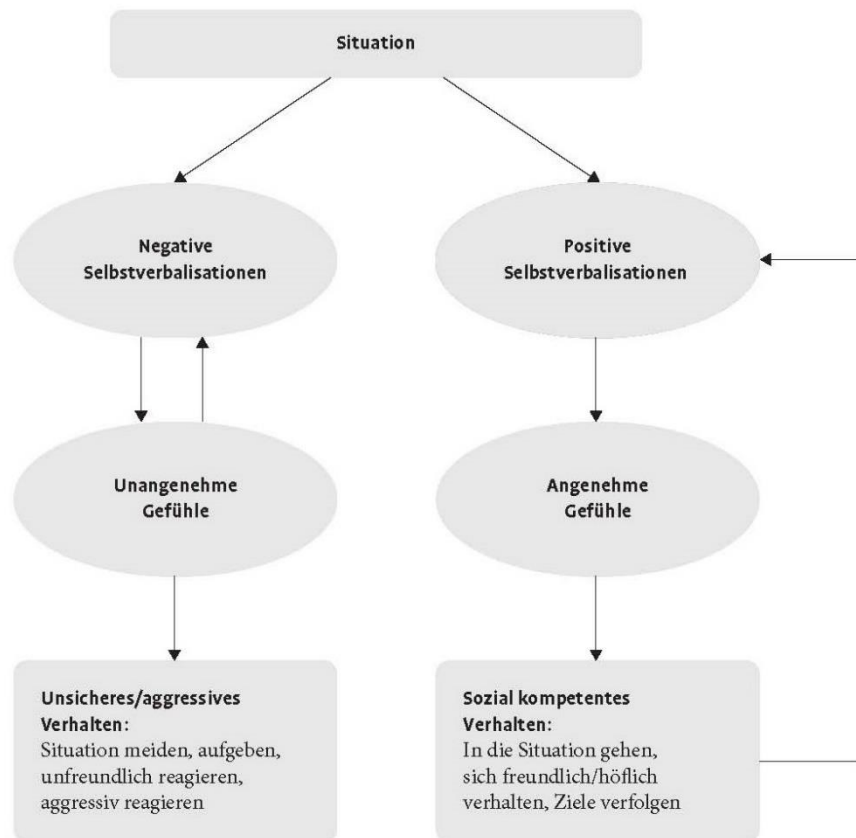 Situation
Negative
Selbstverbalisationen
Positive
Selbstverbalisationen
Unangenehme
Gefühle
Angenehme
Gefühle
Unsicheres/aggressives
Verhalten:
Situation meiden, aufgeben,
unfreundlich reagieren,
aggressiv reagieren
Sozial kompetentes
Verhalten:
In die Situation gehen,
sich freundlich/höflich
verhalten, Ziele verfolgen